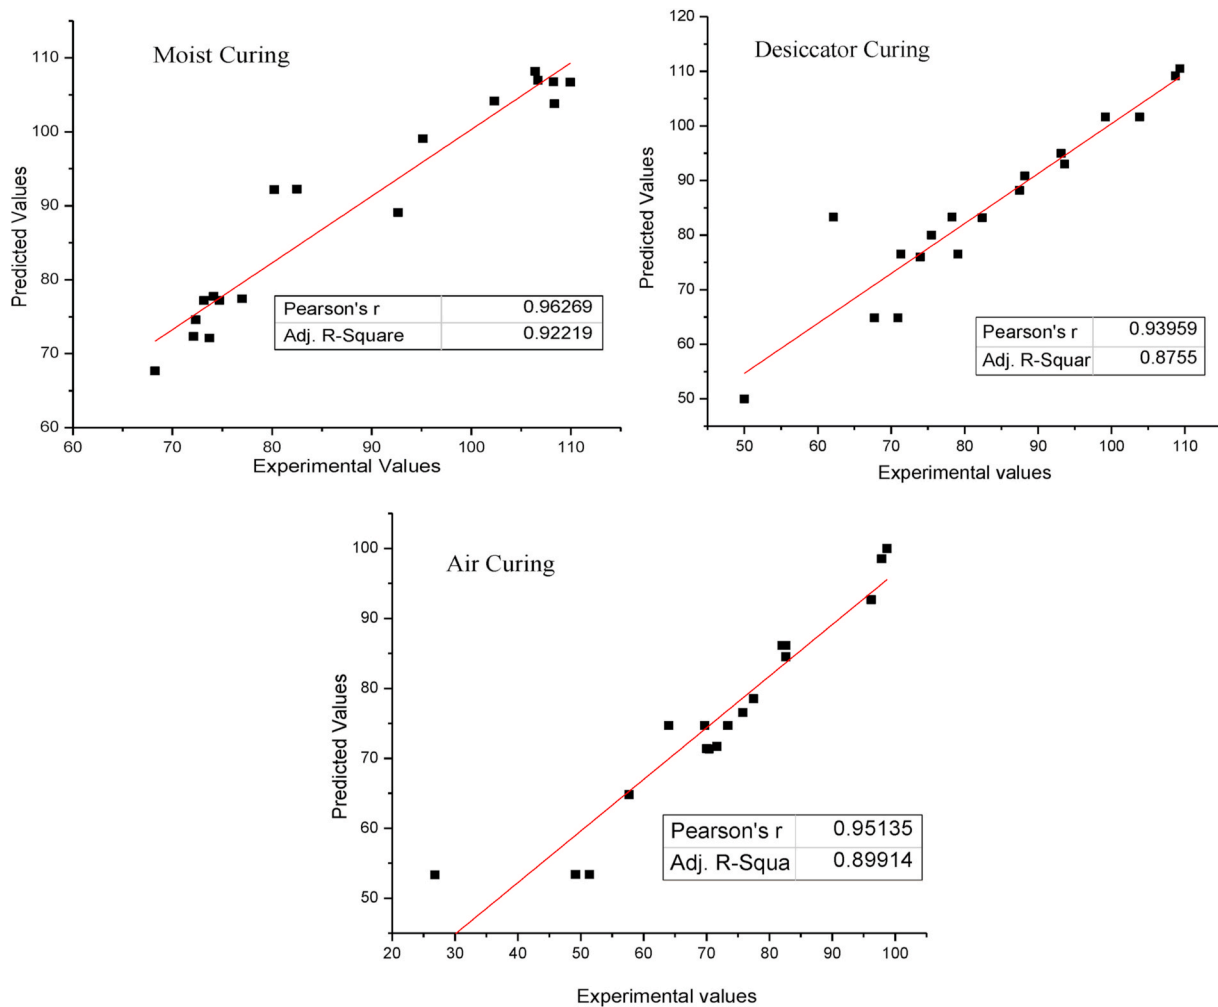 Moist Curing
110
100
90
80
70
60
60 70 80 90 100 110
Predicted Values
Experimental Values
Pearson's r 0.96269
Adj. R-Square 0.92219
Desiccator Curing
120
110
100
90
80
70
60
50
50 60 70 80 90 100 110
Predicted Values
Experimental values
Pearson's r 0.93959
Adj. R-Squar 0.8755
Air Curing
100
90
80
70
60
50
20 30 40 50 60 70 80 90 100
Predicted Values
Experimental values
Pearson's r 0.95135
Adj. R-Squa 0.89914